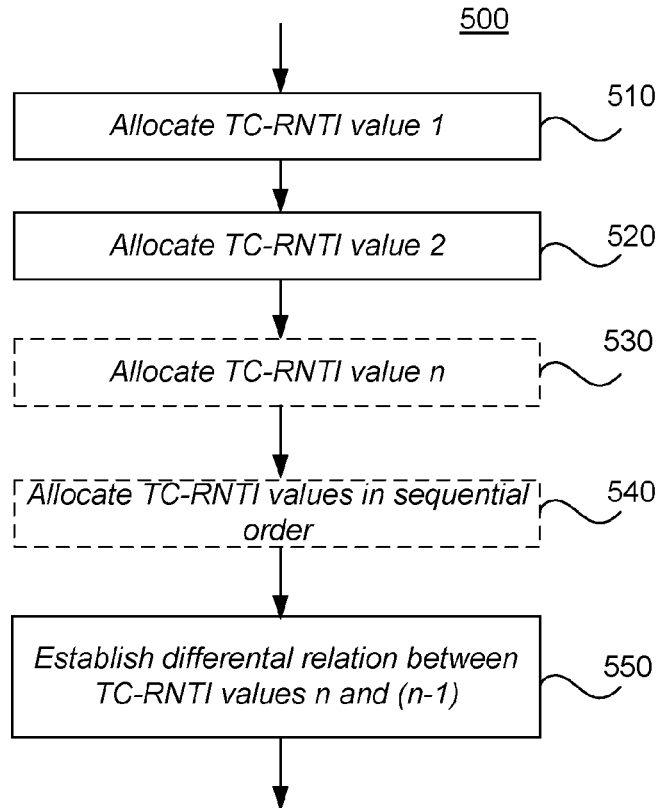 500
510
Allocate TC-RNTI value 1
520
Allocate TC-RNTI value 2
530
Allocate TC-RNTI value n
540
Allocate TC-RNTI values in sequential
order
Establish differental relation between
550
TC-RNTI values n and (n-1)